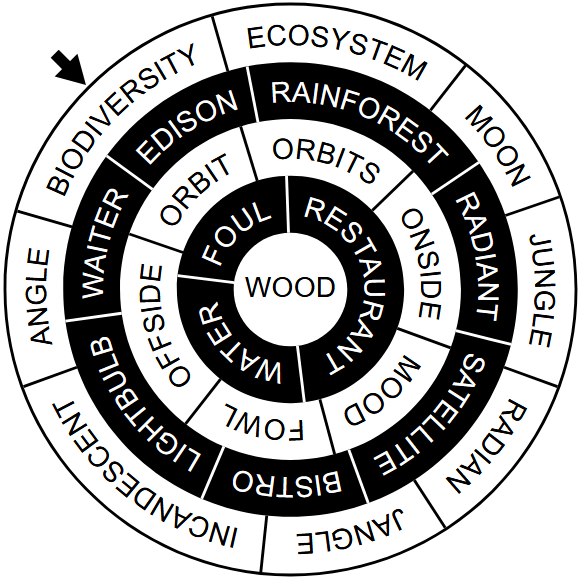 BIODIVERSITY
ECOSYSTEM
MOON
JUNGLE
RADIAN
JANGLE
INCANDESCENT
ANGLE
EDISON
RAINFOREST
RADIANT
SATELLITE
BISTRO
LIGHTBULB
WAITER
ORBIT
ORBITS
ONSIDE
MOOD
FOWL
OFFSIDE
FOUL
RESTAURANT
WATER
WOOD